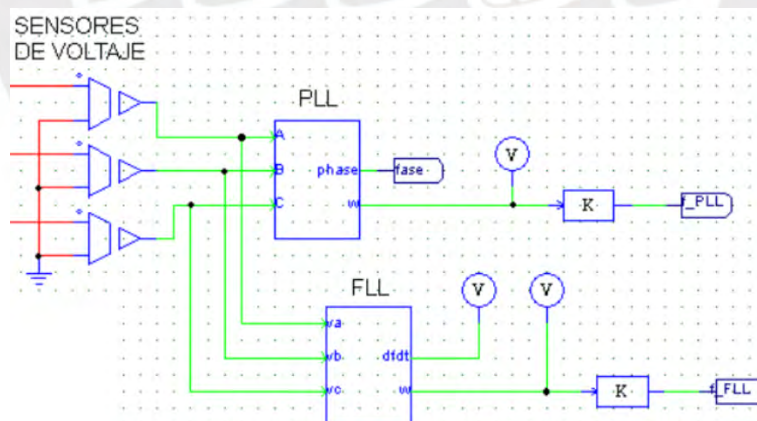 SENSORES
DE VOLTAJE
PLL
A
B
C
phase
w
fase
V
K
f_PLL
FLL
va
vb
vc
dfdt
w
V
V
K
f_FLL